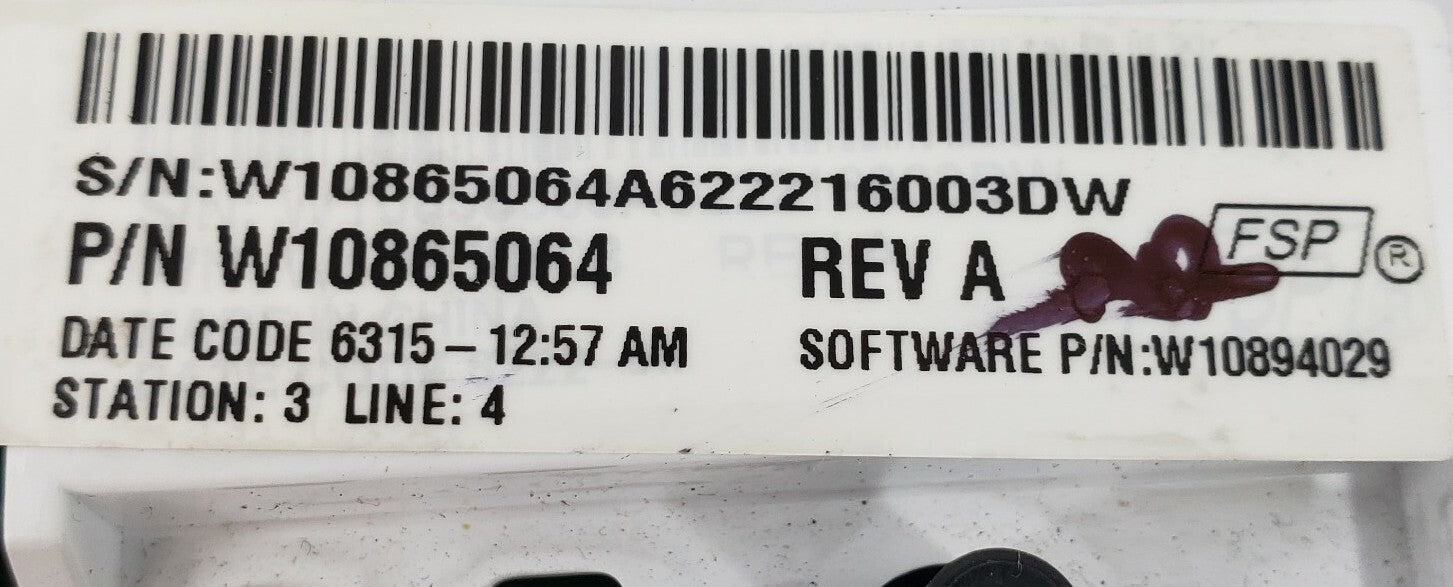 S/N:W10865064A622216003DW
P/N W10865064 REV A FSP ®
DATE CODE 6315 – 12:57 AM SOFTWARE P/N:W10894029
STATION: 3 LINE: 4